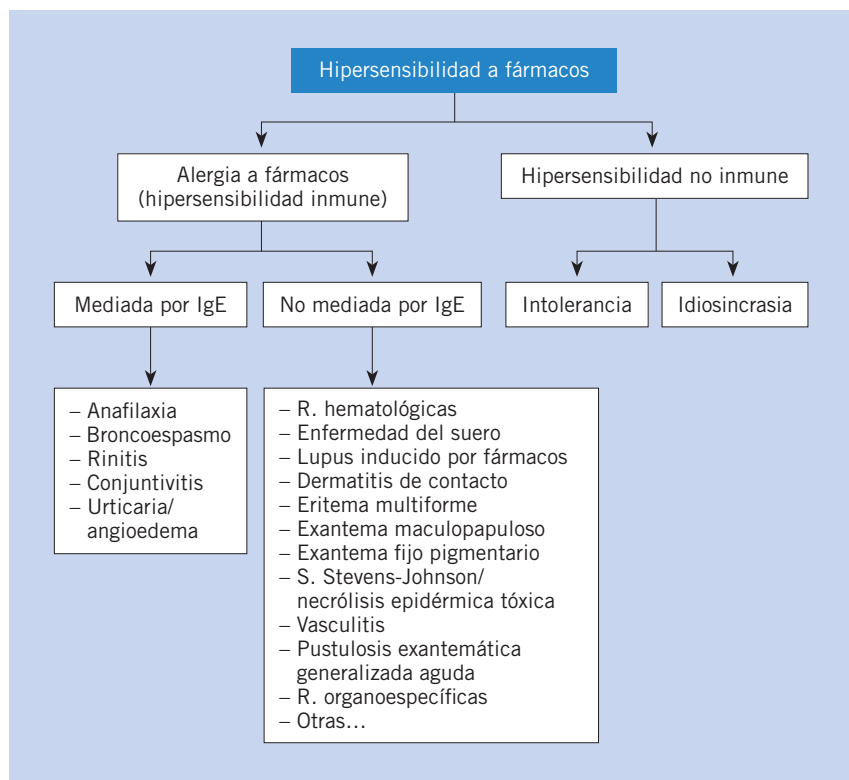 Hipersensibilidad a fármacos
Alergia a fármacos
(hipersensibilidad inmune)
Hipersensibilidad no inmune
Mediada por IgE
No mediada por IgE
Intolerancia
Idiosincrasia
– Anafilaxia
– Broncoespasmo
– Rinitis
– Conjuntivitis
– Urticaria/
angioedema
– R. hematológicas
– Enfermedad del suero
– Lupus inducido por fármacos
– Dermatitis de contacto
– Eritema multiforme
– Exantema maculopapuloso
– Exantema fijo pigmentario
– S. Stevens-Johnson/
necrólisis epidérmica tóxica
– Vasculitis
– Pustulosis exantemática
generalizada aguda
– R. organoespecíficas
– Otras…